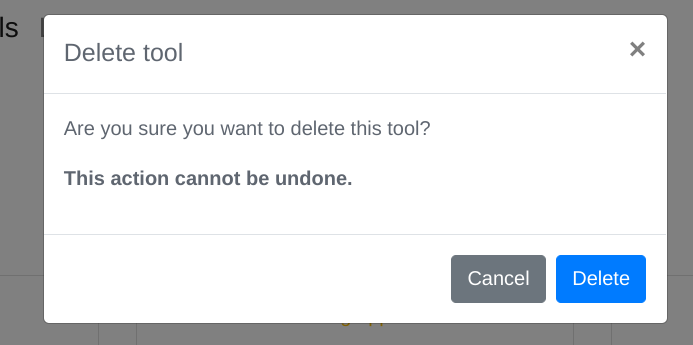 ls
Delete tool
×
Are you sure you want to delete this tool?
This action cannot be undone.
Cancel Delete